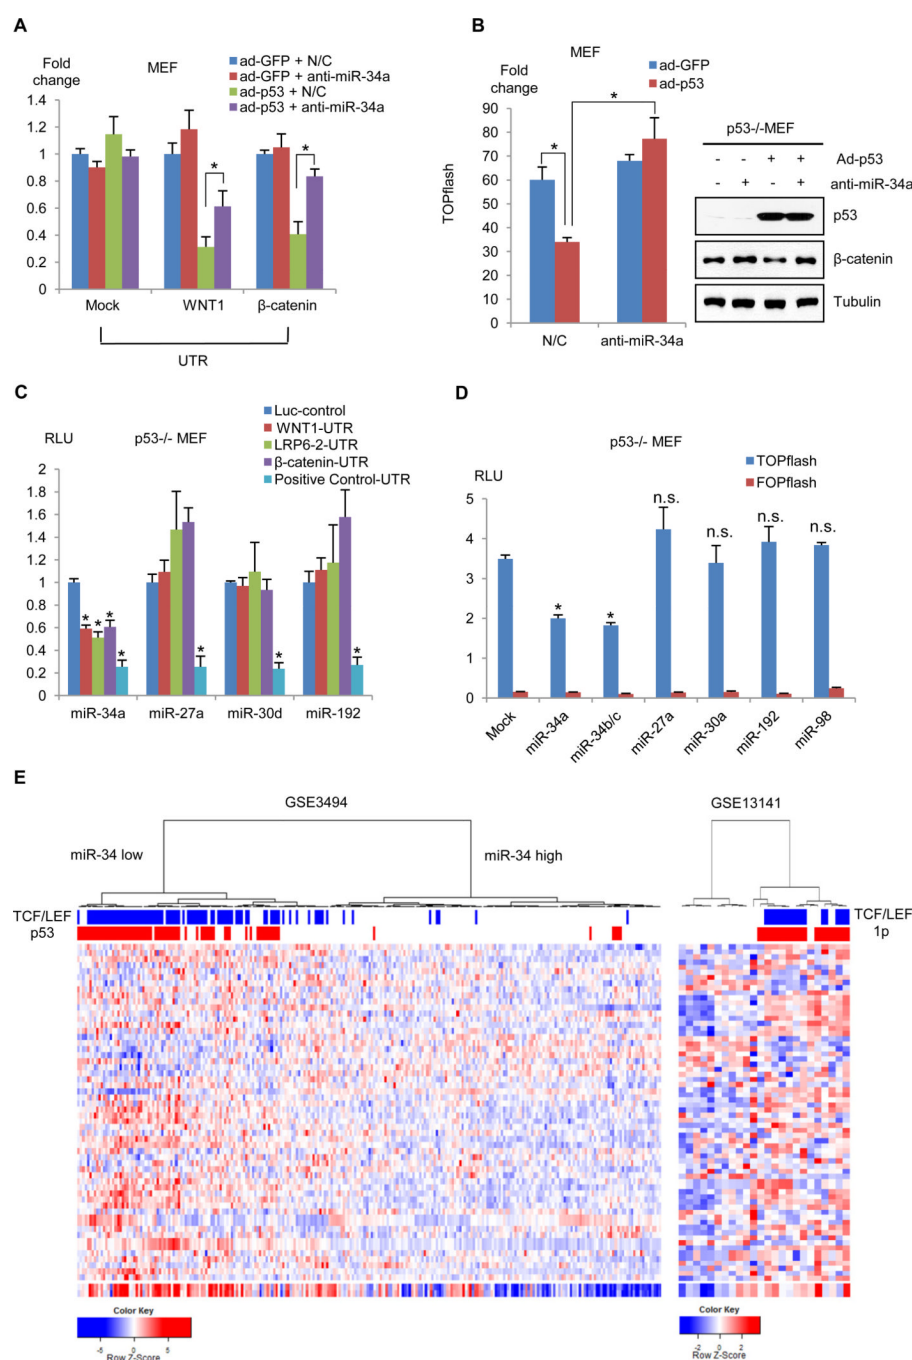 A
Fold
change
MEF
ad-GFP + N/C
ad-GFP + anti-miR-34a
ad-p53 + N/C
ad-p53 + anti-miR-34a
1.4
1.2
1
0.8
0.6
0.4
0.2
0
*
*
Mock
WNT1
β-catenin
UTR
B
Fold
change
MEF
ad-GFP
ad-p53
TOPflash
90
80
70
60
50
40
30
20
10
0
*
*
N/C
anti-miR-34a
p53-/-MEF
- - + + Ad-p53
- + - + anti-miR-34a
p53
β-catenin
Tubulin
C
RLU
p53-/- MEF
Luc-control
WNT1-UTR
LRP6-2-UTR
β-catenin-UTR
Positive Control-UTR
2
1.8
1.6
1.4
1.2
1
0.8
0.6
0.4
0.2
0
* * * *
*
*
*
miR-34a
miR-27a
miR-30d
miR-192
D
p53-/- MEF
RLU
TOPflash
FOPflash
5
4
3
2
1
0
*
*
n.s.
n.s.
n.s.
n.s.
Mock
miR-34a
miR-34b/c
miR-27a
miR-30a
miR-192
miR-98
E
GSE3494
miR-34 low
miR-34 high
TCF/LEF
p53
GSE13141
TCF/LEF
1p
Color Key
-5 0 5
Row Z-Score
Color Key
-2 0 2
Row Z-Score